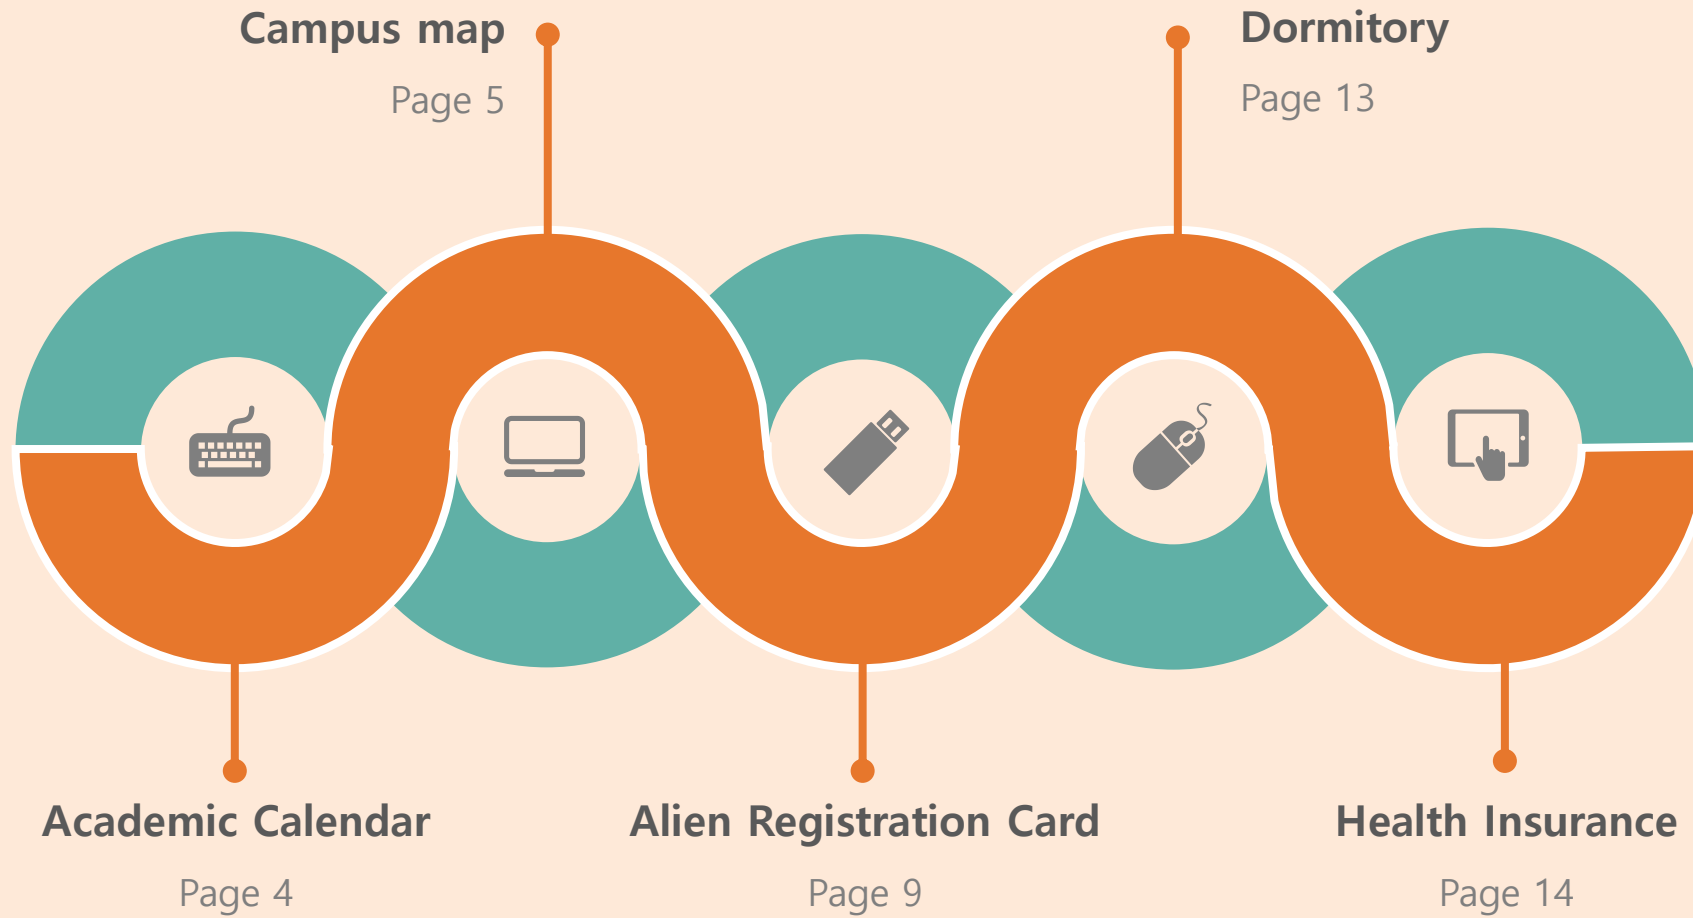 Campus map
Page 5
Dormitory
Page 13
Academic Calendar
Page 4
Alien Registration Card
Page 9
Health Insurance
Page 14